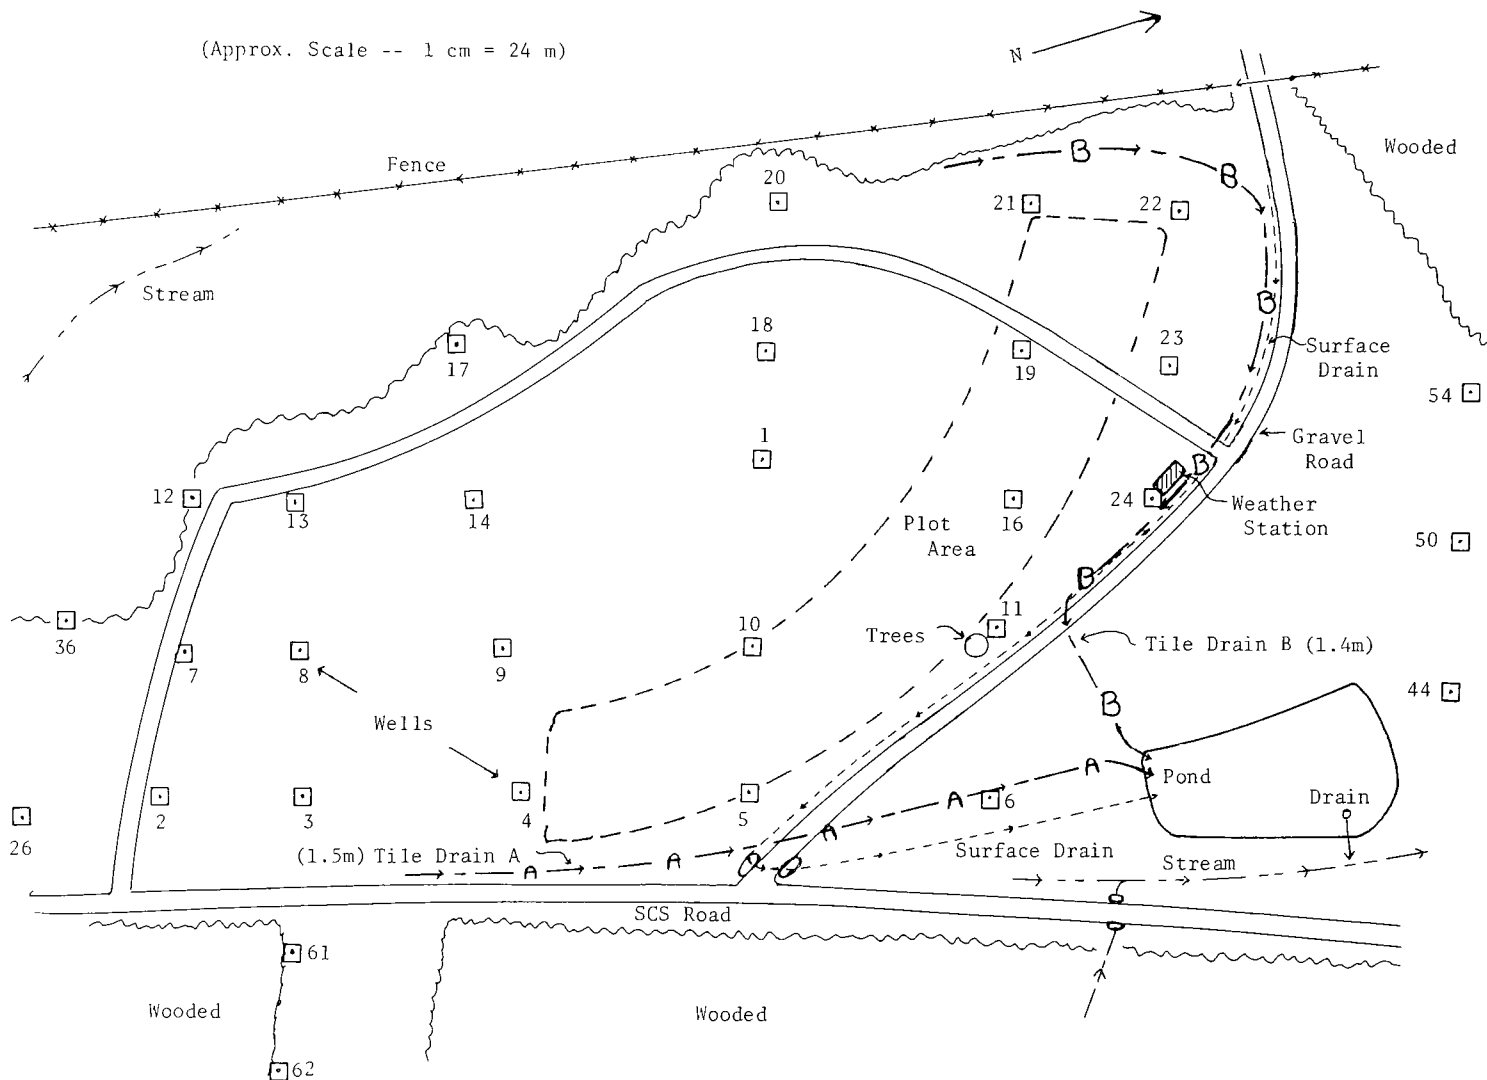 (Approx. Scale -- 1 cm = 24 m)
N
Fence
Wooded
20
21
22
B
B
Stream
B
17
18
19
23
Surface
Drain
54
1
Gravel
Road
12
13
14
Plot
Area
16
24
B
Weather
Station
50
B
36
7
8
9
10
Trees
11
Tile Drain B (1.4m)
44
Wells
B
26
2
3
4
5
A
A
A
6
Pond
Drain
(1.5m) Tile Drain A
A
A
Surface Drain
Stream
SCS Road
61
Wooded
Wooded
62